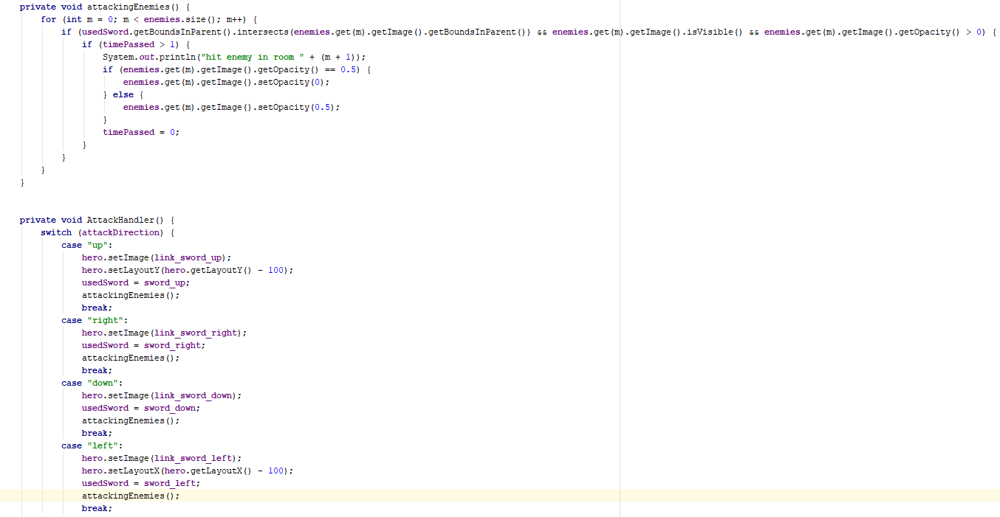 private void attackingEnemies() {
    for (int m = 0; m < enemies.size(); m++) {
        if (usedSword.getBoundsInParent().intersects(enemies.get(m).getImage().getBoundsInParent()) && enemies.get(m).getImage().isVisible() && enemies.get(m).getImage().getOpacity() > 0) {
            if (timePassed > 1) {
                System.out.println("hit enemy in room " + (m + 1));
                if (enemies.get(m).getImage().getOpacity() == 0.5) {
                    enemies.get(m).getImage().setOpacity(0);
                } else {
                    enemies.get(m).getImage().setOpacity(0.5);
                }
                timePassed = 0;
            }
        }
    }
}
private void AttackHandler() {
    switch (attackDirection) {
        case "up":
            hero.setImage(link_sword_up);
            hero.setLayoutY(hero.getLayoutY() - 100);
            usedSword = sword_up;
            attackingEnemies();
            break;
        case "right":
            hero.setImage(link_sword_right);
            usedSword = sword_right;
            attackingEnemies();
            break;
        case "down":
            hero.setImage(link_sword_down);
            usedSword = sword_down;
            attackingEnemies();
            break;
        case "left":
            hero.setImage(link_sword_left);
            hero.setLayoutX(hero.getLayoutX() - 100);
            usedSword = sword_left;
            attackingEnemies();
            break;